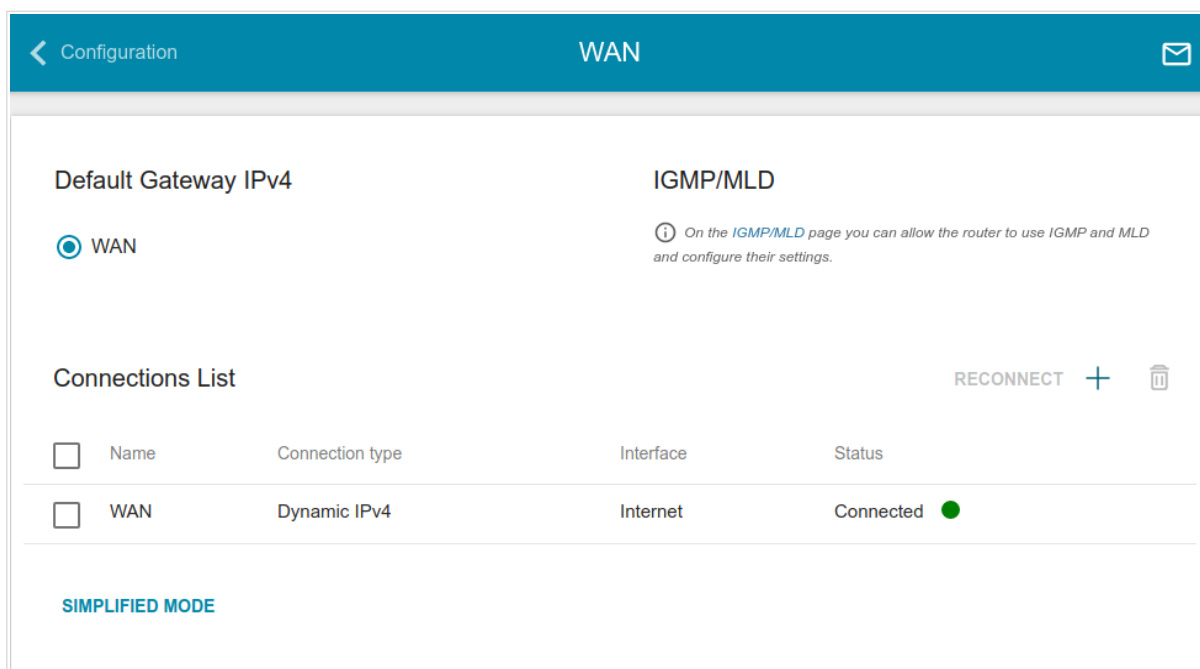 Configuration
WAN
Default Gateway IPv4
WAN
IGMP/MLD
On the IGMP/MLD page you can allow the router to use IGMP and MLD
and configure their settings.
Connections List
RECONNECT
Name Connection type Interface Status
WAN Dynamic IPv4 Internet Connected
SIMPLIFIED MODE